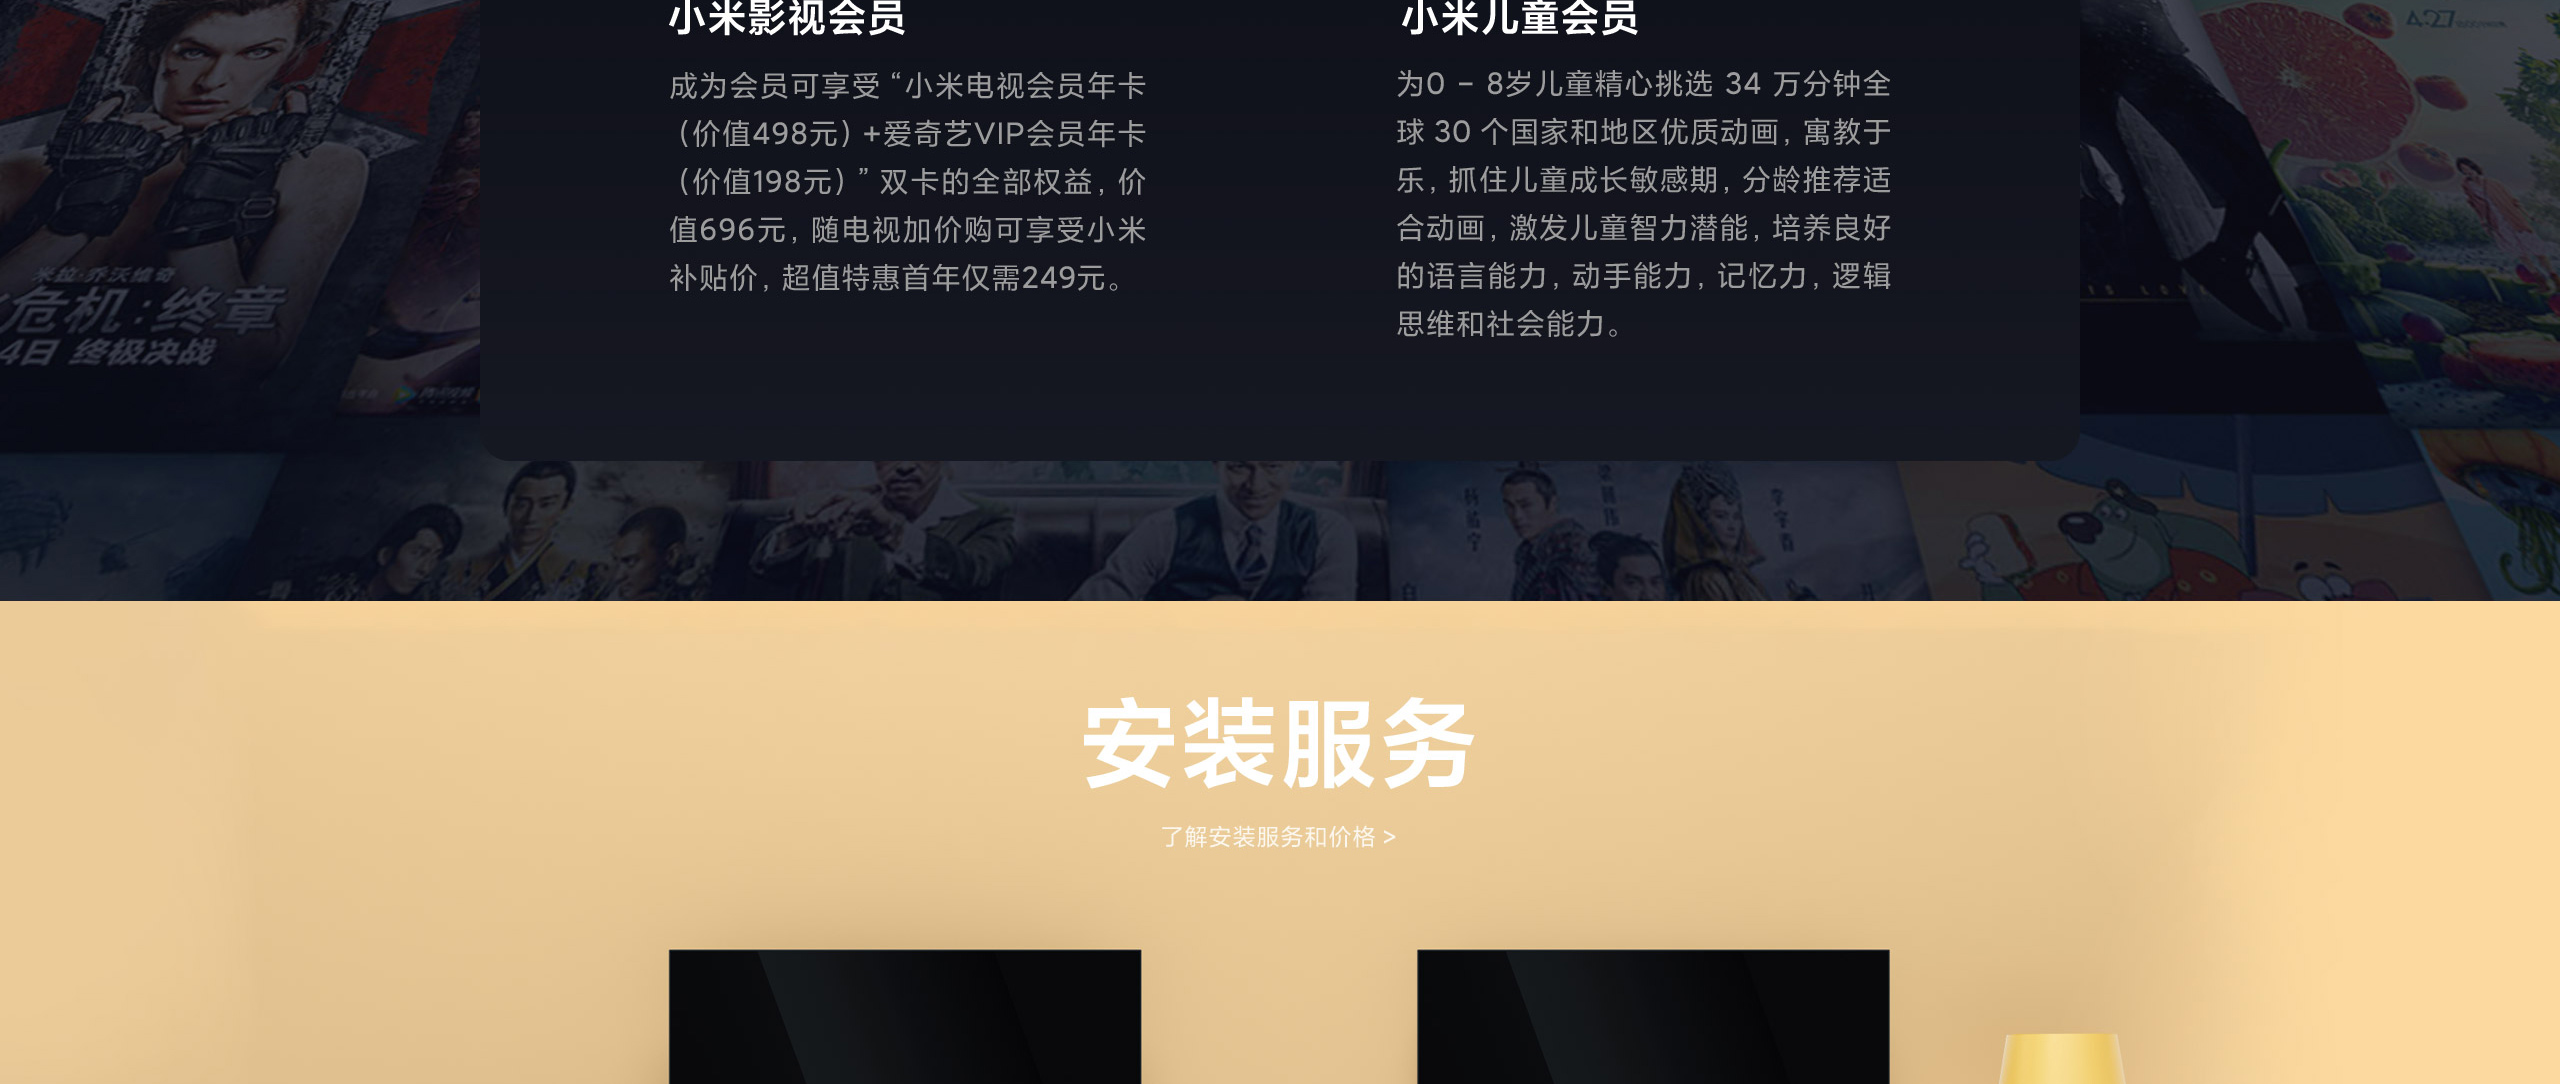 小米影视会员
成为会员可享受 “小米电视会员年卡
（价值498元）+爱奇艺VIP会员年卡
（价值198元）” 双卡的全部权益，价
值696元，随电视加价购可享受小米
补贴价，超值特惠首年仅需249元。
小米儿童会员
为0 - 8岁儿童精心挑选 34 万分钟全
球 30 个国家和地区优质动画，寓教于
乐，抓住儿童成长敏感期，分龄推荐适
合动画，激发儿童智力潜能，培养良好
的语言能力，动手能力，记忆力，逻辑
思维和社会能力。
米拉·乔沃维奇
危机：终章
4日 终极决战
腾讯视频
4.27
安装服务
了解安装服务和价格 >